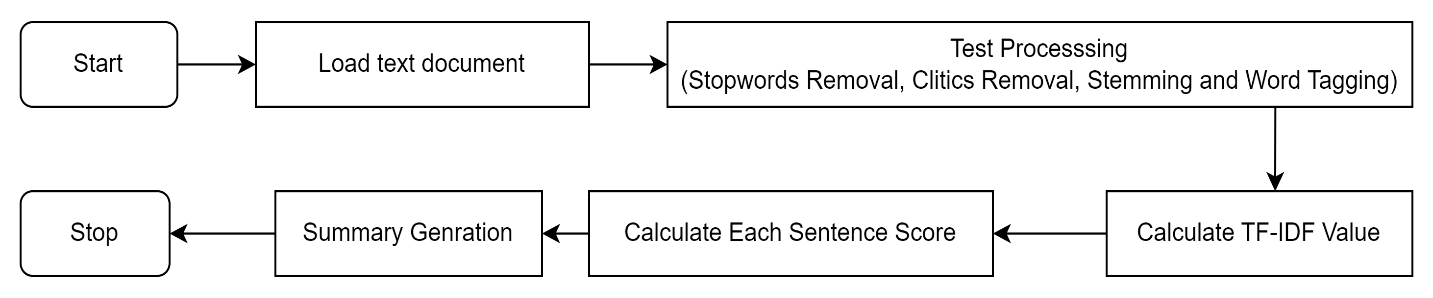 Start
Load text document
Test Processsing
(Stopwords Removal, Clitics Removal, Stemming and Word Tagging)
Calculate TF-IDF Value
Calculate Each Sentence Score
Summary Genration
Stop